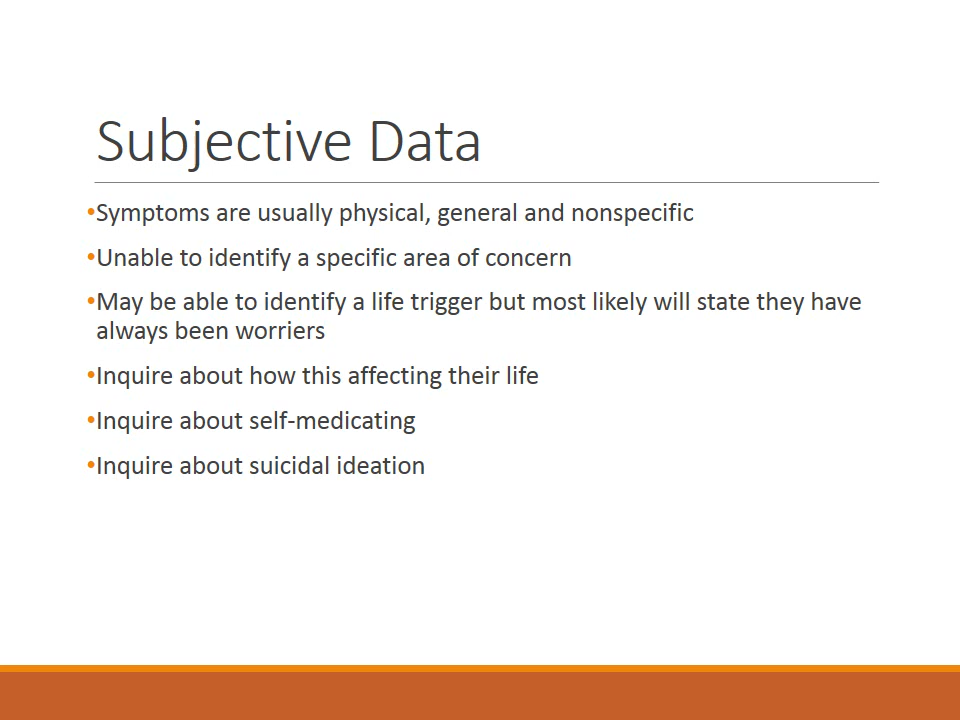 Subjective Data
•Symptoms are usually physical, general and nonspecific
•Unable to identify a specific area of concern
•May be able to identify a life trigger but most likely will state they have
always been worriers
•Inquire about how this affecting their life
•Inquire about self-medicating
•Inquire about suicidal ideation